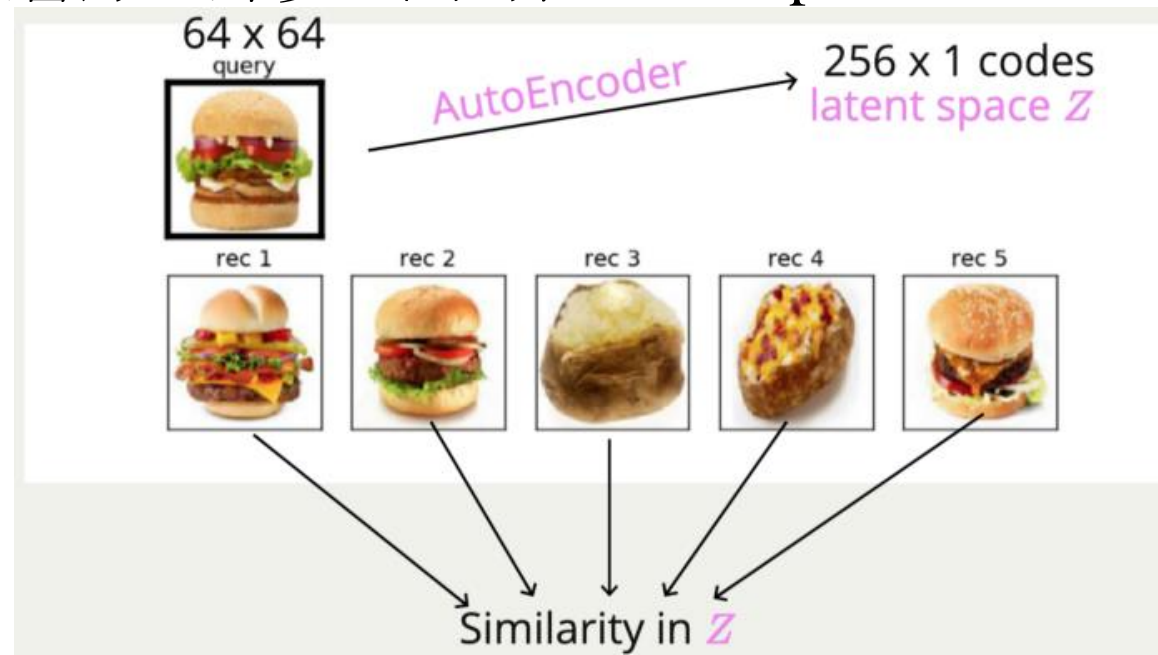 64 x 64
query
AutoEncoder
256 x 1 codes
latent space Z
rec 1
rec 2
rec 3
rec 4
rec 5
Similarity in Z